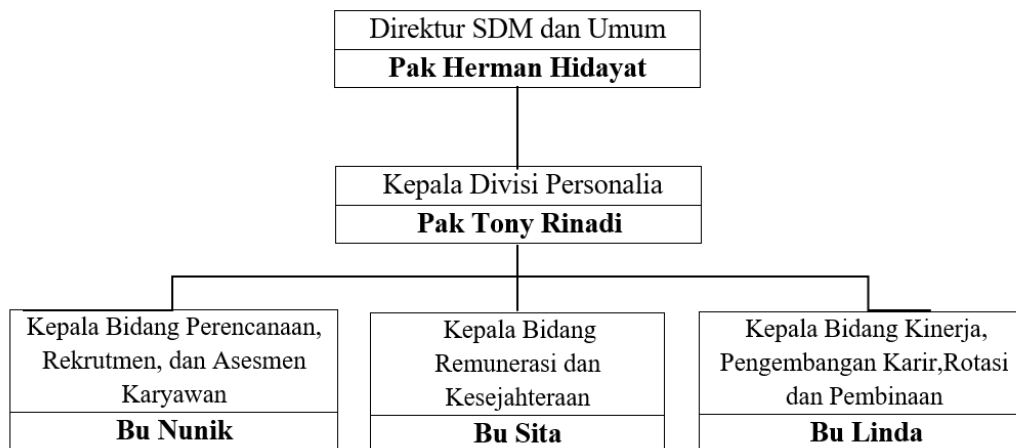 Direktur SDM dan Umum
Pak Herman Hidayat
Kepala Divisi Personalia
Pak Tony Rinadi
Kepala Bidang Perencanaan,
Rekrutmen, dan Asesmen
Karyawan
Bu Nunik
Kepala Bidang
Remunerasi dan
Kesejahteraan
Bu Sita
Kepala Bidang Kinerja,
Pengembangan Karir,Rotasi
dan Pembinaan
Bu Linda